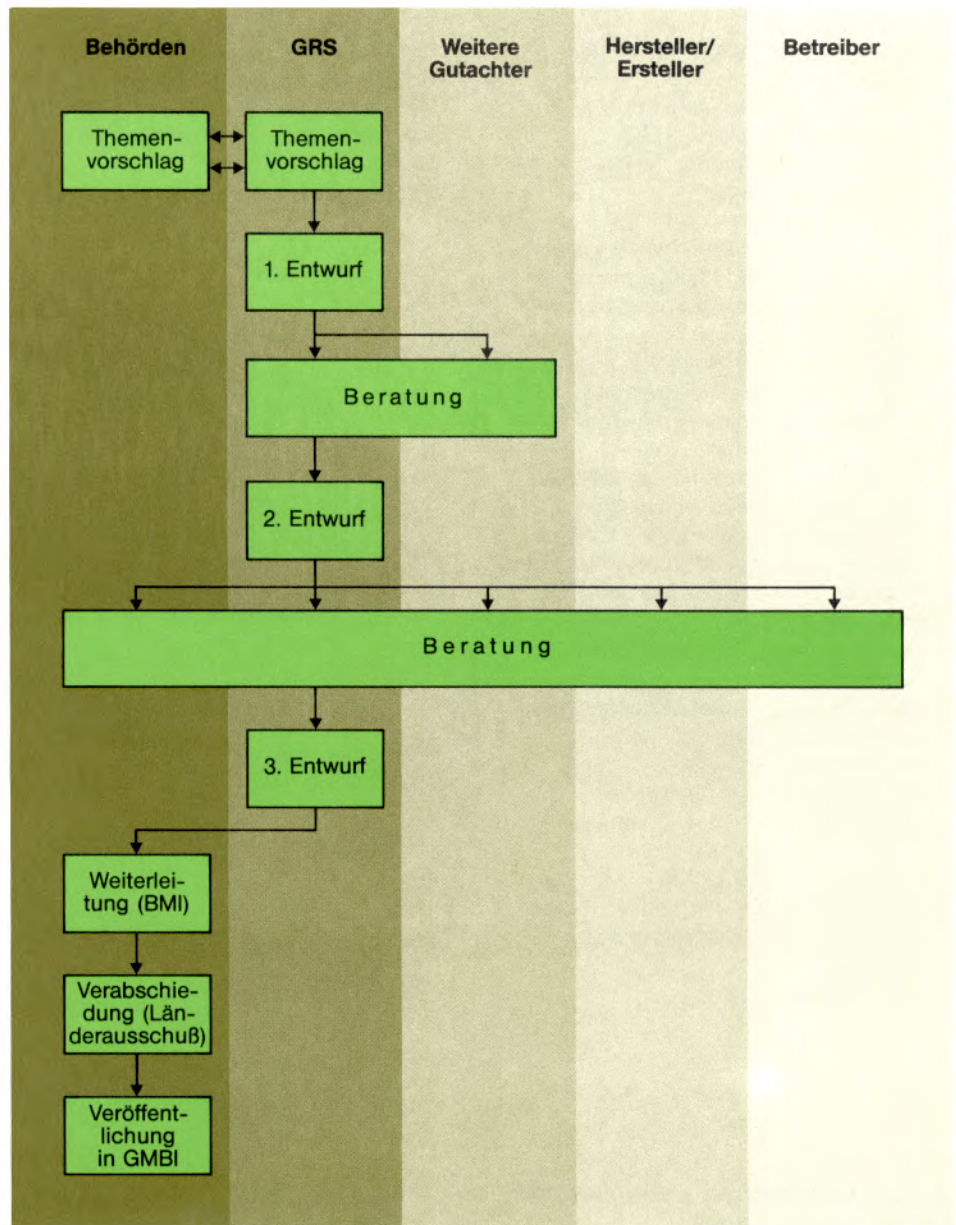 Behörden
GRS
Weitere
Gutachter
Hersteller/
Ersteller
Betreiber
Themen-
vorschlag
Themen-
vorschlag
1. Entwurf
Beratung
2. Entwurf
Beratung
3. Entwurf
Weiterlei-
tung (BMI)
Verabschie-
dung (Län-
derausschuß)
Veröffent-
lichung
in GMBl